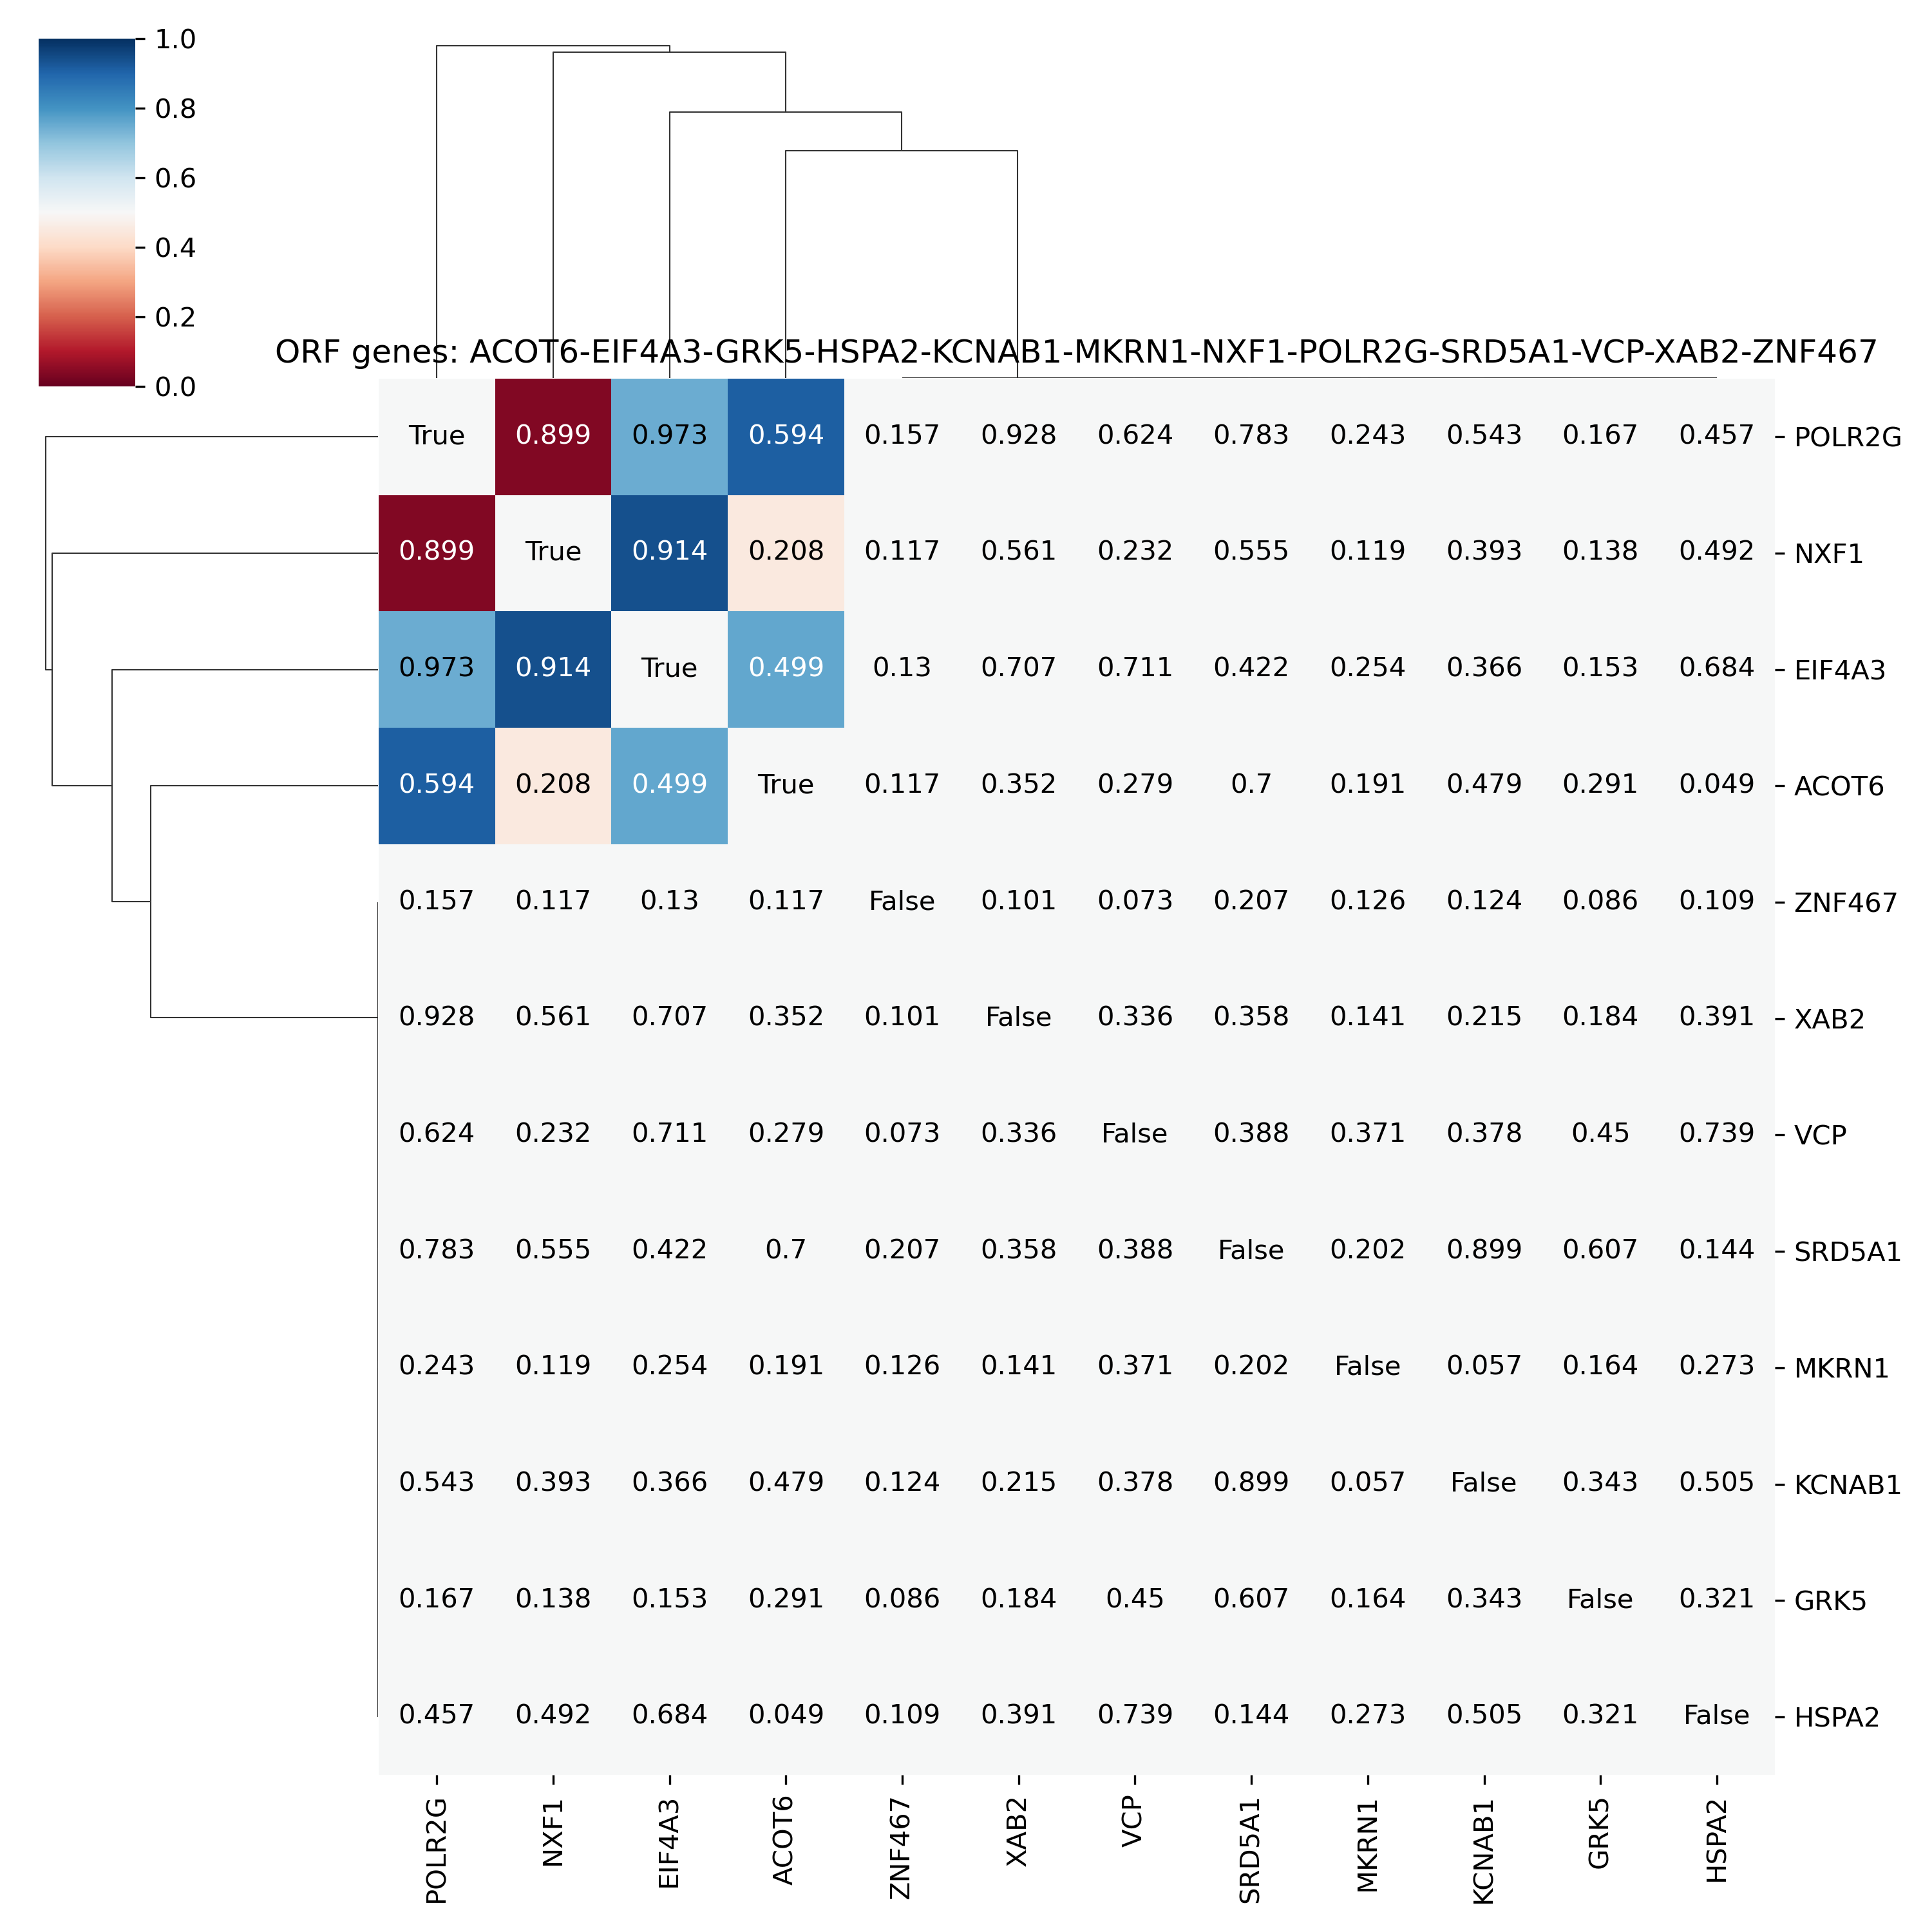 1.0
0.8
0.6
0.4
0.2
0.0
ORF genes: ACOT6-EIF4A3-GRK5-HSPA2-KCNAB1-MKRN1-NXF1-POLR2G-SRD5A1-VCP-XAB2-ZNF467
True 0.899 0.973 0.594 0.157 0.928 0.624 0.783 0.243 0.543 0.167 0.457 POLR2G
0.899 True 0.914 0.208 0.117 0.561 0.232 0.555 0.119 0.393 0.138 0.492 NXF1
0.973 0.914 True 0.499 0.13 0.707 0.711 0.422 0.254 0.366 0.153 0.684 EIF4A3
0.594 0.208 0.499 True 0.117 0.352 0.279 0.7 0.191 0.479 0.291 0.049 ACOT6
0.157 0.117 0.13 0.117 False 0.101 0.073 0.207 0.126 0.124 0.086 0.109 ZNF467
0.928 0.561 0.707 0.352 0.101 False 0.336 0.358 0.141 0.215 0.184 0.391 XAB2
0.624 0.232 0.711 0.279 0.073 0.336 False 0.388 0.371 0.378 0.45 0.739 VCP
0.783 0.555 0.422 0.7 0.207 0.358 0.388 False 0.202 0.899 0.607 0.144 SRD5A1
0.243 0.119 0.254 0.191 0.126 0.141 0.371 0.202 False 0.057 0.164 0.273 MKRN1
0.543 0.393 0.366 0.479 0.124 0.215 0.378 0.899 0.057 False 0.343 0.505 KCNAB1
0.167 0.138 0.153 0.291 0.086 0.184 0.45 0.607 0.164 0.343 False 0.321 GRK5
0.457 0.492 0.684 0.049 0.109 0.391 0.739 0.144 0.273 0.505 0.321 False HSPA2
POLR2G NXF1 EIF4A3 ACOT6 ZNF467 XAB2 VCP SRD5A1 MKRN1 KCNAB1 GRK5 HSPA2